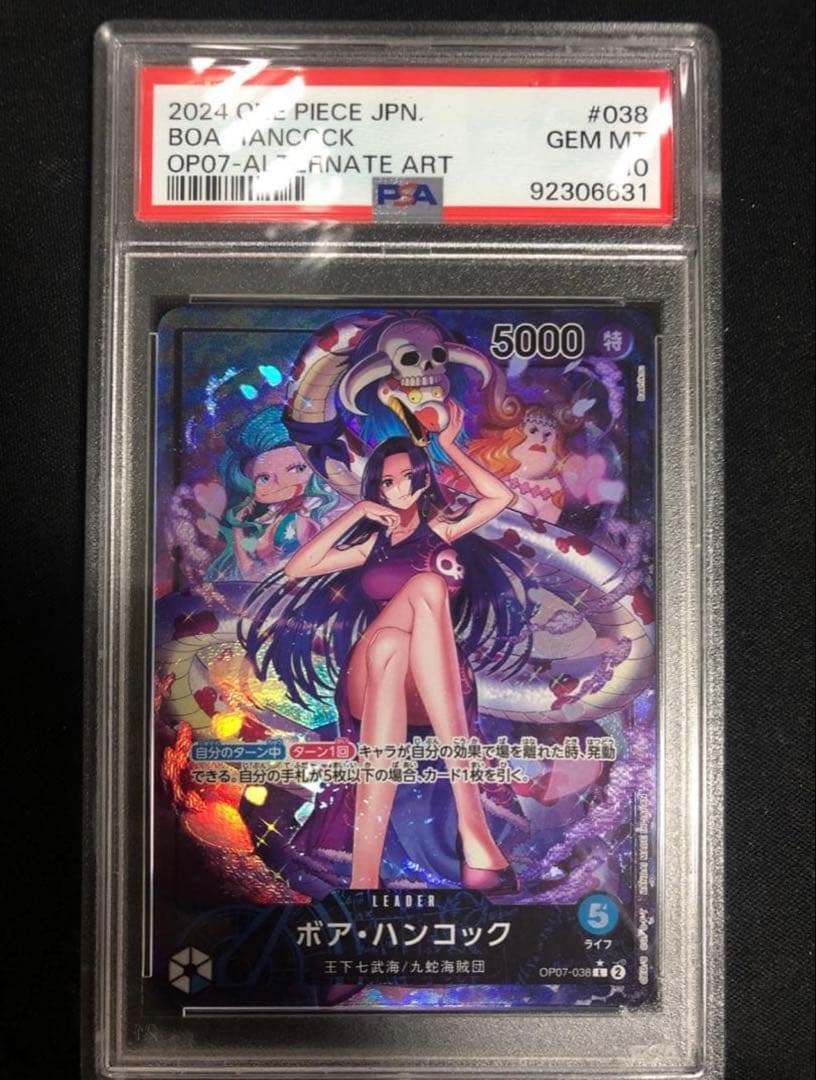 2024 ONE PIECE JPN. #038
BOA HANCOCK GEM MT
OP07-ALTERNATE ART 10
PSA 92306631
5000 特
自分のターン中 ターン1回 キャラが自分の効果で場を離れた時、発動
できる。自分の手札が5枚以下の場合、カード1枚を引く。
LEADER
ボア・ハンコック
5
ライフ
王下七武海/九蛇海賊団
OP07-038 L 2